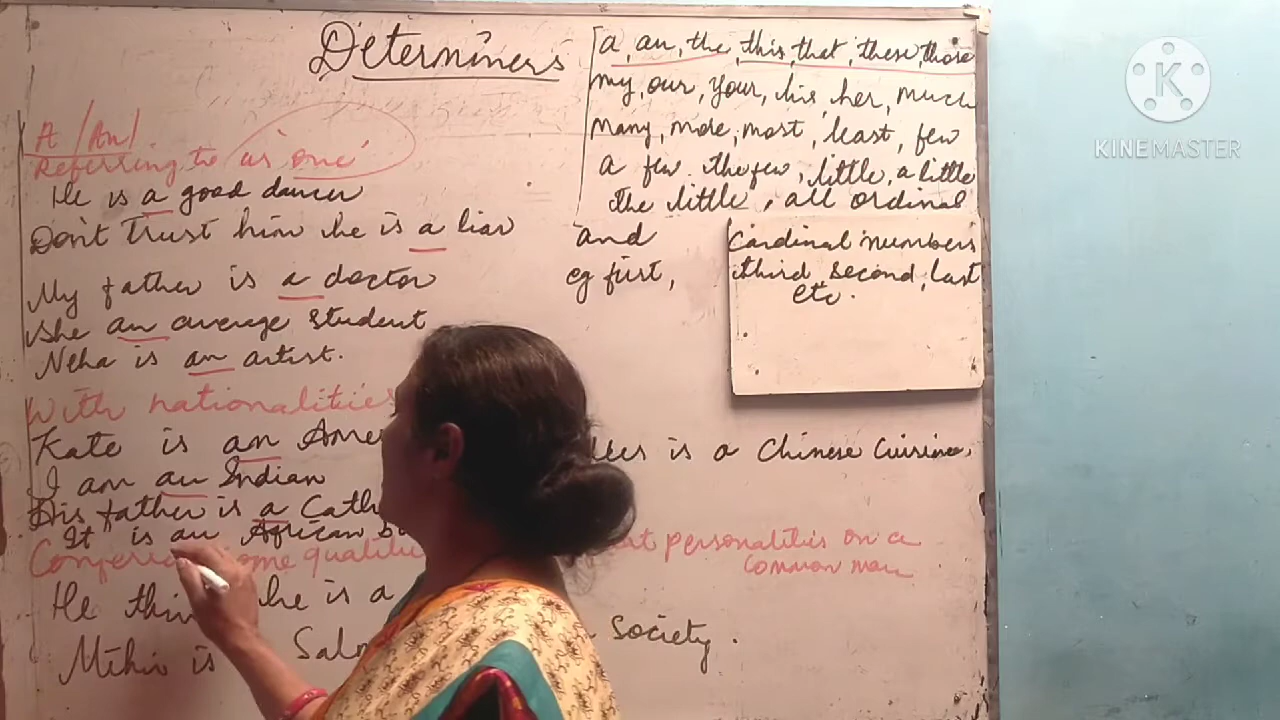 Determiners
a, an, the, this, that, these, those
my, our, your, his, her, much
many, more, most, least, few
a few, the few, little, a little
the little, all ordinal
and cardinal numbers
eg first, third, second, last
etc.
A/An
Referring to as 'one'
He is a good dancer
Don't trust him he is a liar
My father is a doctor
She an average student
Neha is an artist.
With nationalities
Kate is an is a Chinese Cuisine.
I am an Indian
His father is a
It is an African
some personalities on a
common man
He he is a
Mihir is society.
K
KINEMASTER